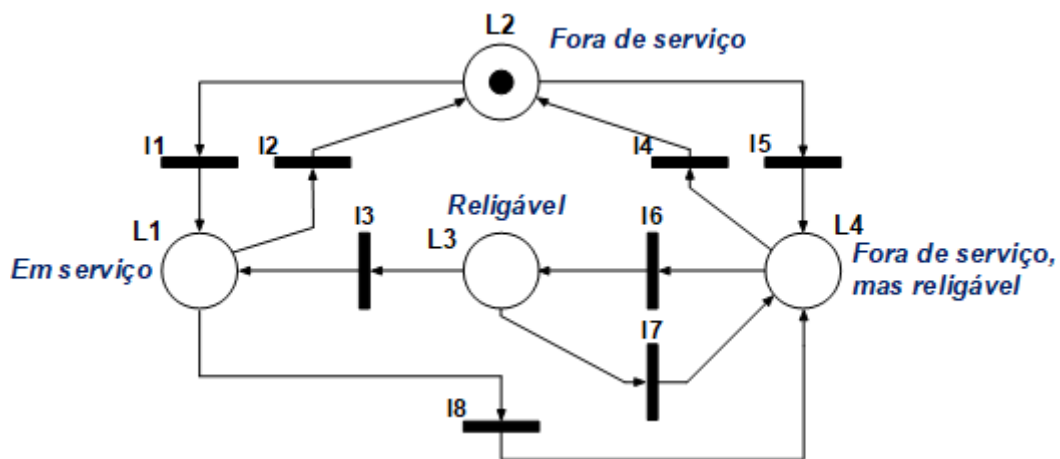 L2
Fora de serviço
I1
I2
I4
I5
L1
I3
Religável
L3
I6
L4
Em serviço
Fora de serviço,
mas religável
I7
I8